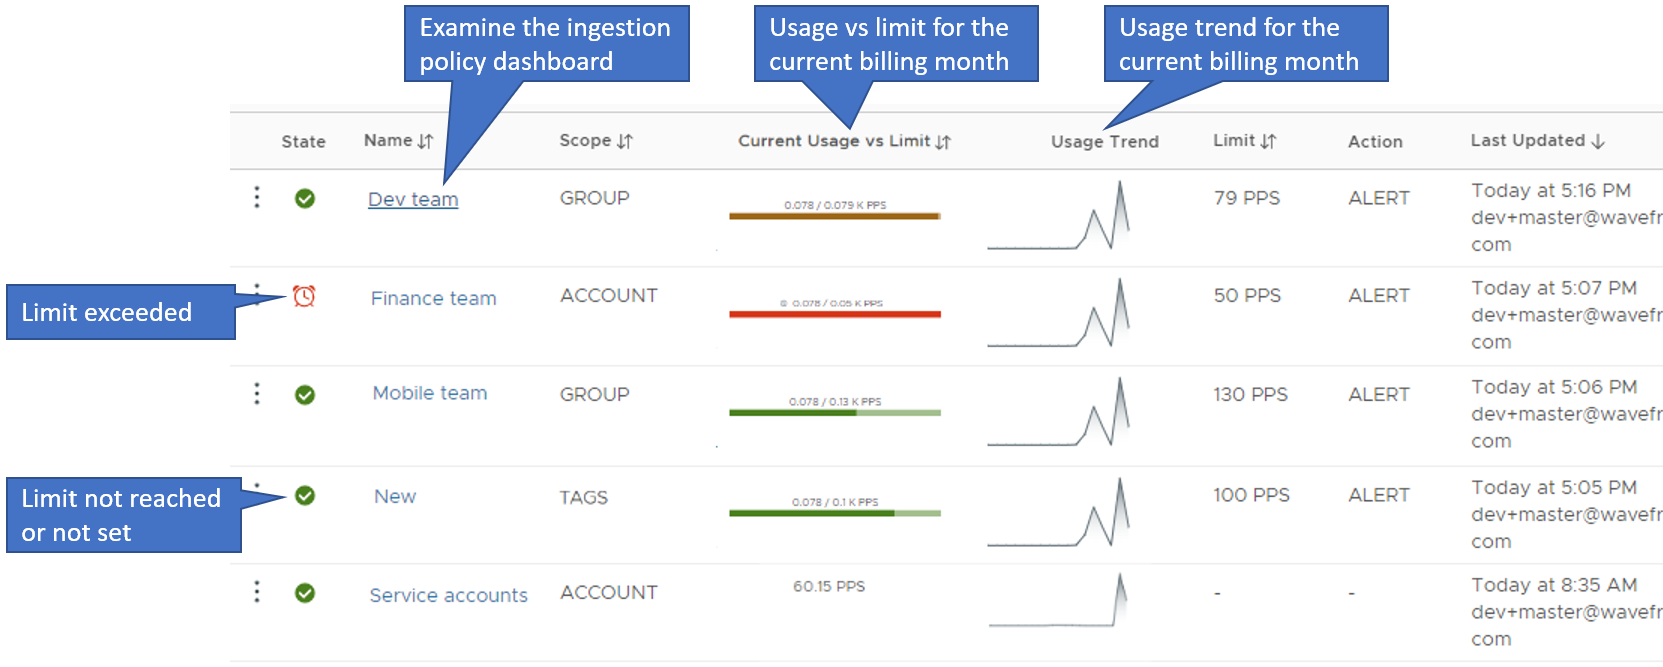 Examine the ingestion
policy dashboard
Usage vs limit for the
current billing month
Usage trend for the
current billing month
State
Name
Scope
Current Usage vs Limit
Usage Trend
Limit
Action
Last Updated
Dev team
GROUP
0.078 / 0.079 K PPS
79 PPS
ALERT
Today at 5:16 PM
dev+master@wavefr
com
Limit exceeded
Finance team
ACCOUNT
0.078 / 0.05 K PPS
50 PPS
ALERT
Today at 5:07 PM
dev+master@wavefr
com
Mobile team
GROUP
0.078 / 0.13 K PPS
130 PPS
ALERT
Today at 5:06 PM
dev+master@wavefr
com
Limit not reached
or not set
New
TAGS
0.078 / 0.1 K PPS
100 PPS
ALERT
Today at 5:05 PM
dev+master@wavefr
com
Service accounts
ACCOUNT
60.15 PPS
-
-
Today at 8:35 AM
dev+master@wavefr
com